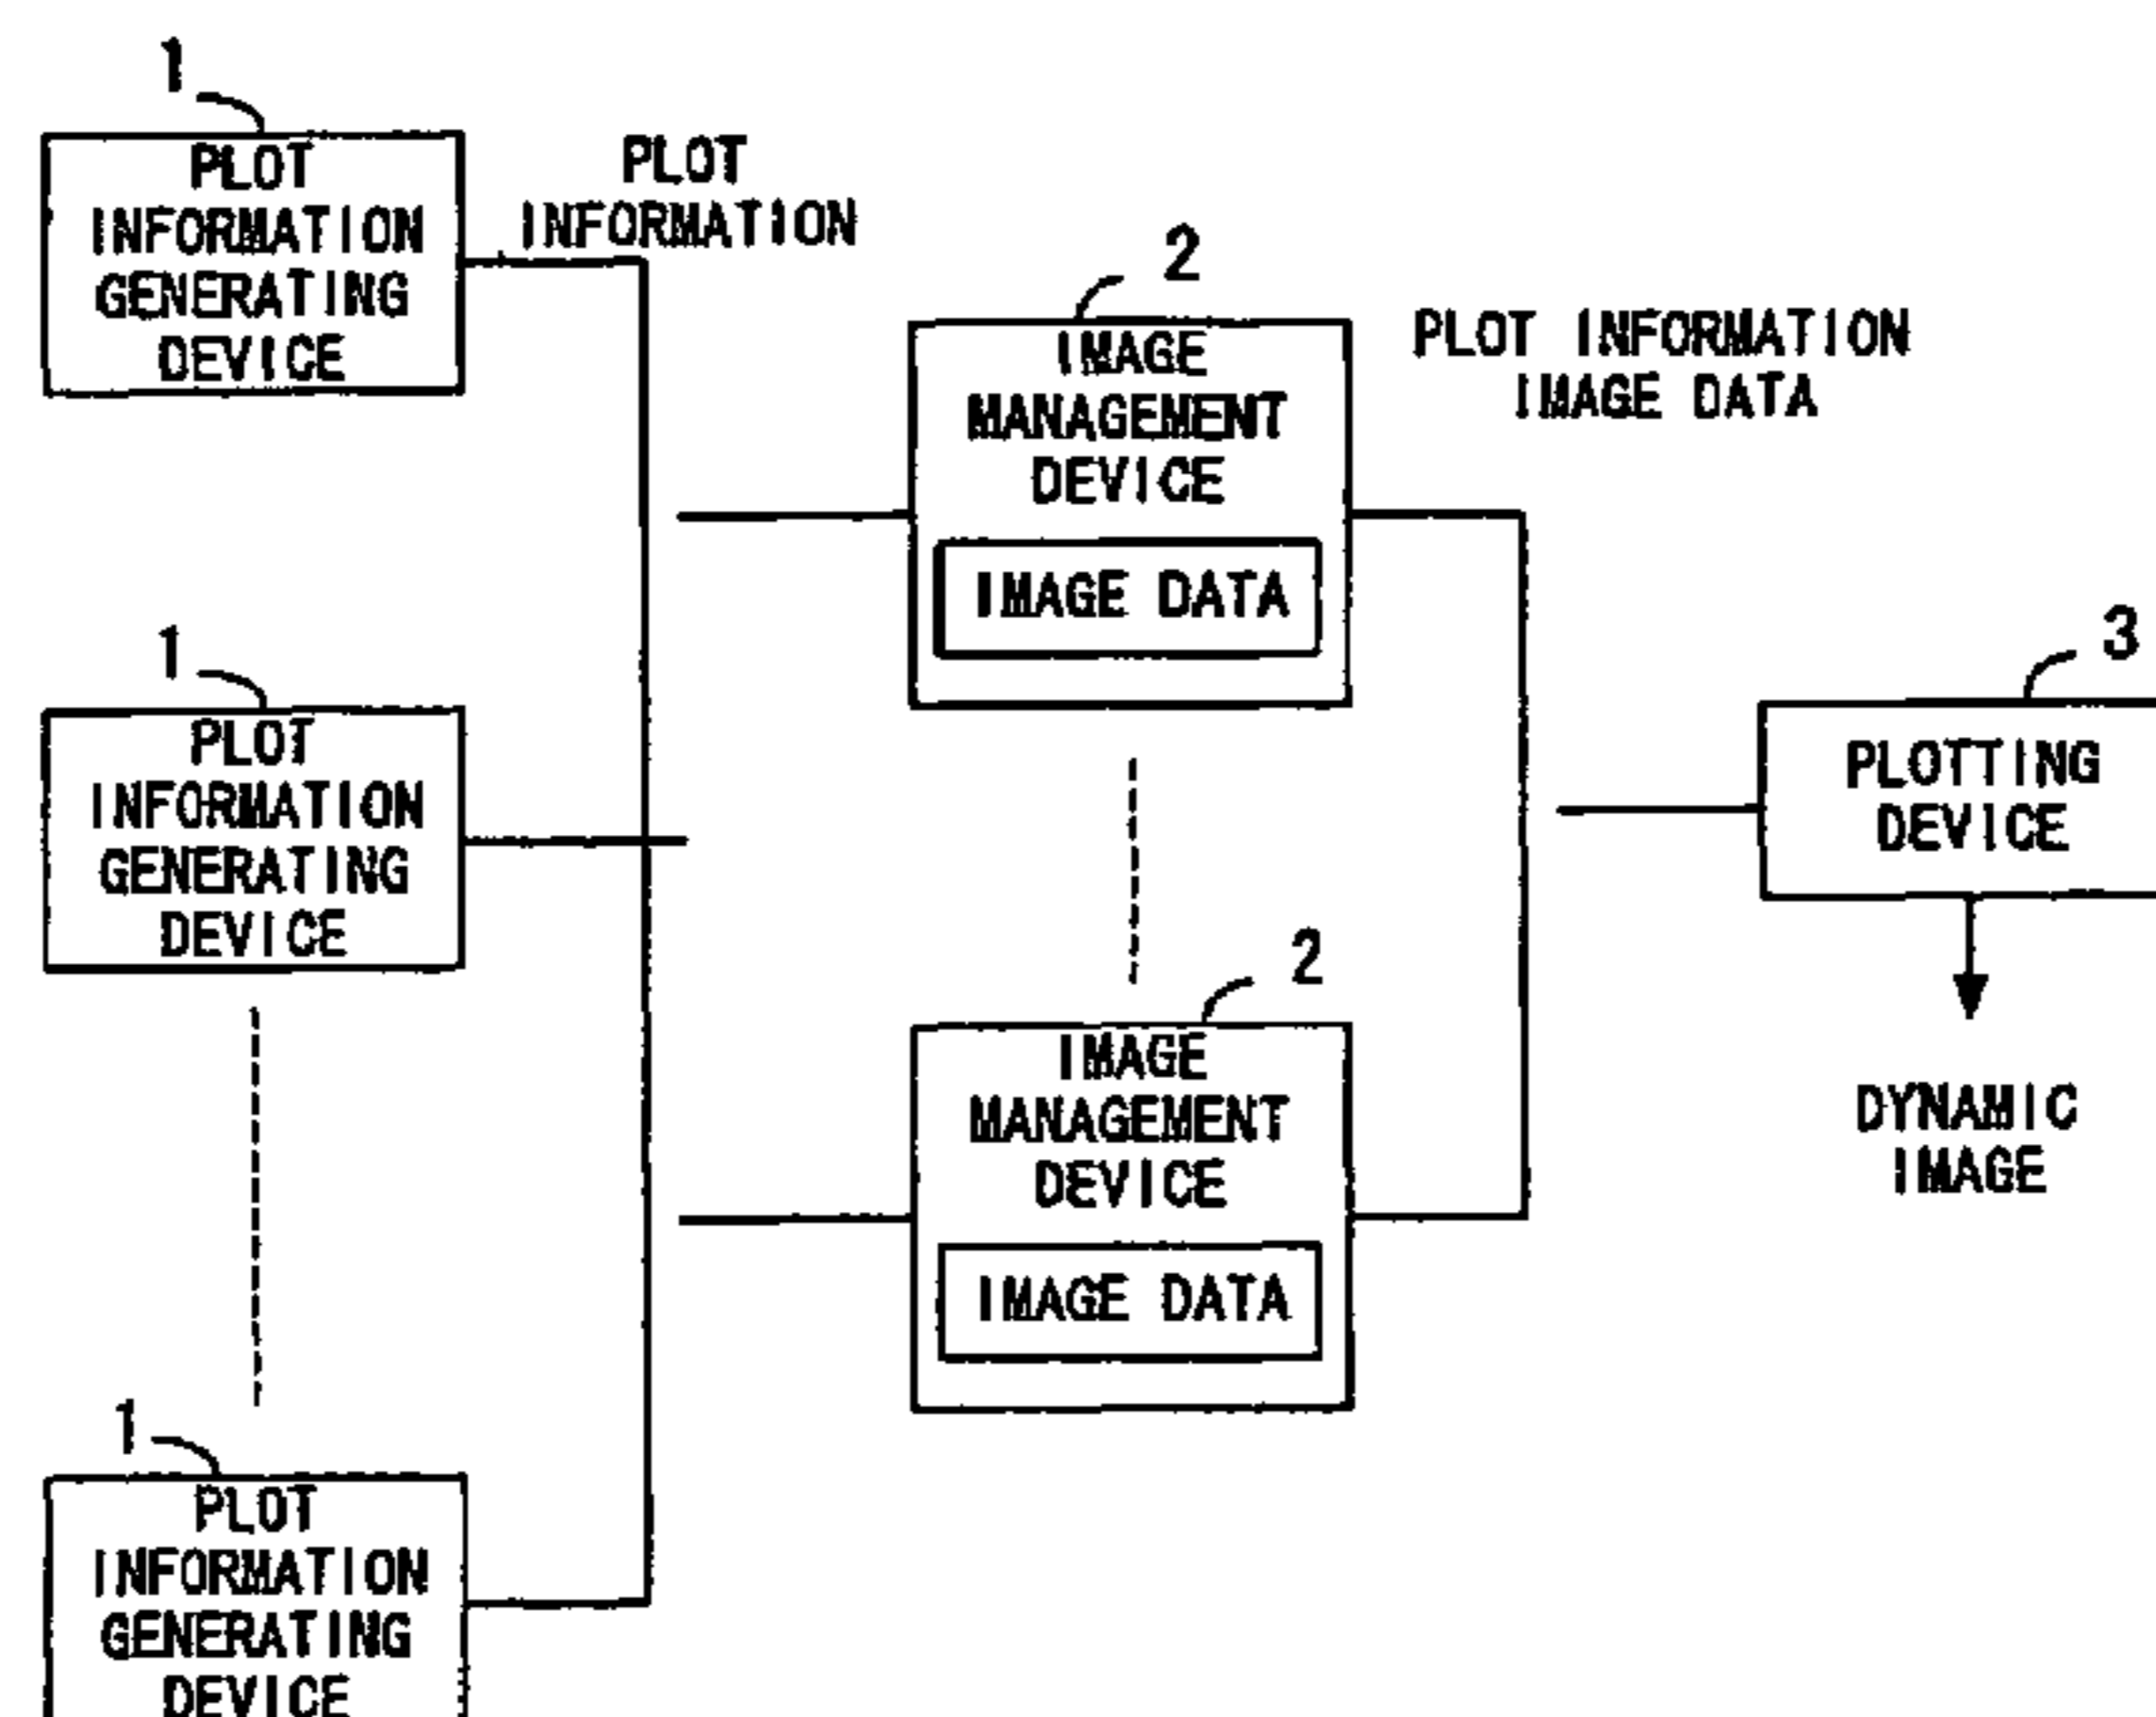 1
PLOT
INFORMATION
GENERATING
DEVICE
PLOT
INFORMATION
2
IMAGE
MANAGEMENT
DEVICE
IMAGE DATA
PLOT INFORMATION
IMAGE DATA
1
PLOT
INFORMATION
GENERATING
DEVICE
3
PLOTTING
DEVICE
DYNAMIC
IMAGE
2
IMAGE
MANAGEMENT
DEVICE
IMAGE DATA
1
PLOT
INFORMATION
GENERATING
DEVICE